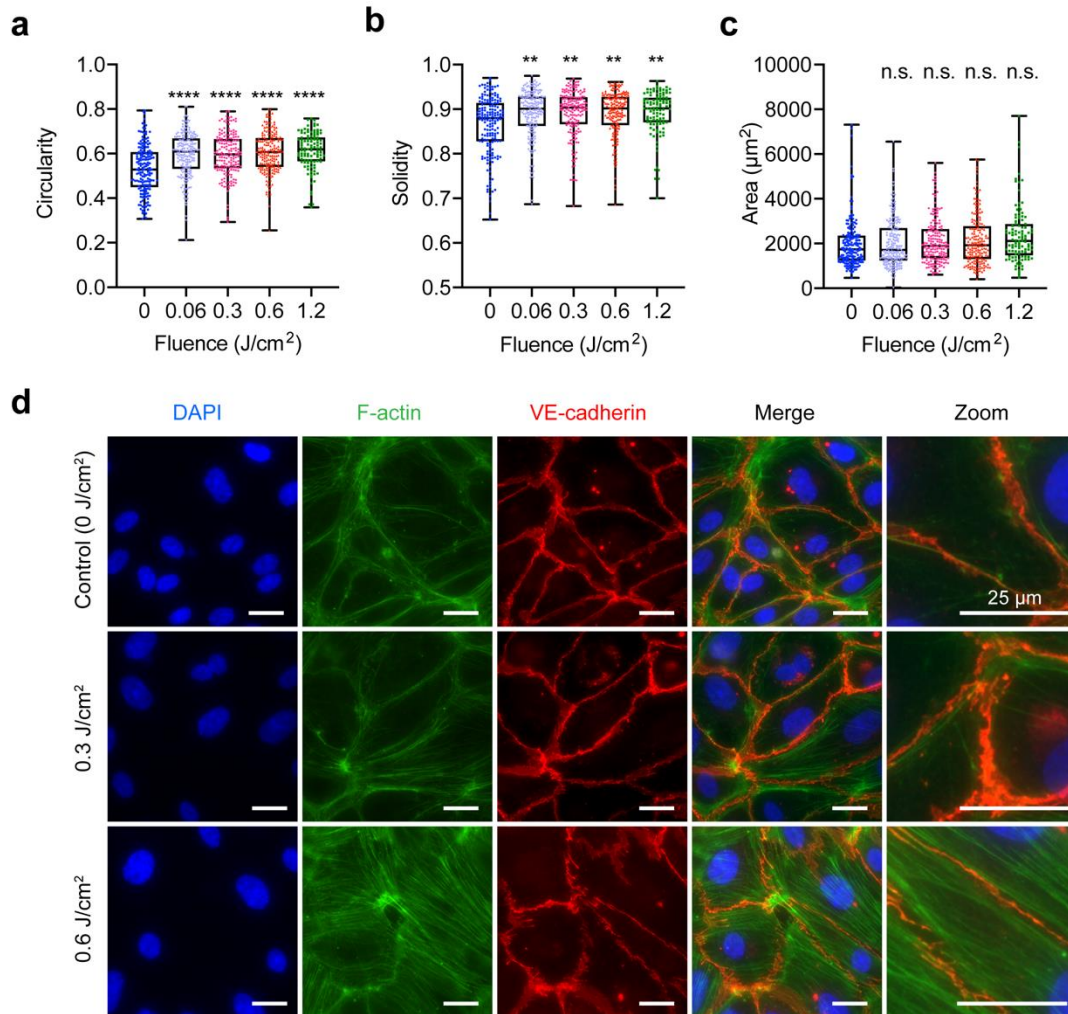 a
b
c
Circularity
1.0
0.8
0.6
0.4
0.2
0.0
****
****
****
****
0
0.06
0.3
0.6
1.2
Fluence (J/cm²)
Solidity
1.0
0.9
0.8
0.7
0.6
0.5
**
**
**
**
0
0.06
0.3
0.6
1.2
Fluence (J/cm²)
Area (µm²)
10000
8000
6000
4000
2000
0
n.s.
n.s.
n.s.
n.s.
0
0.06
0.3
0.6
1.2
Fluence (J/cm²)
d
DAPI
F-actin
VE-cadherin
Merge
Zoom
Control (0 J/cm²)
25 µm
0.3 J/cm²
0.6 J/cm²